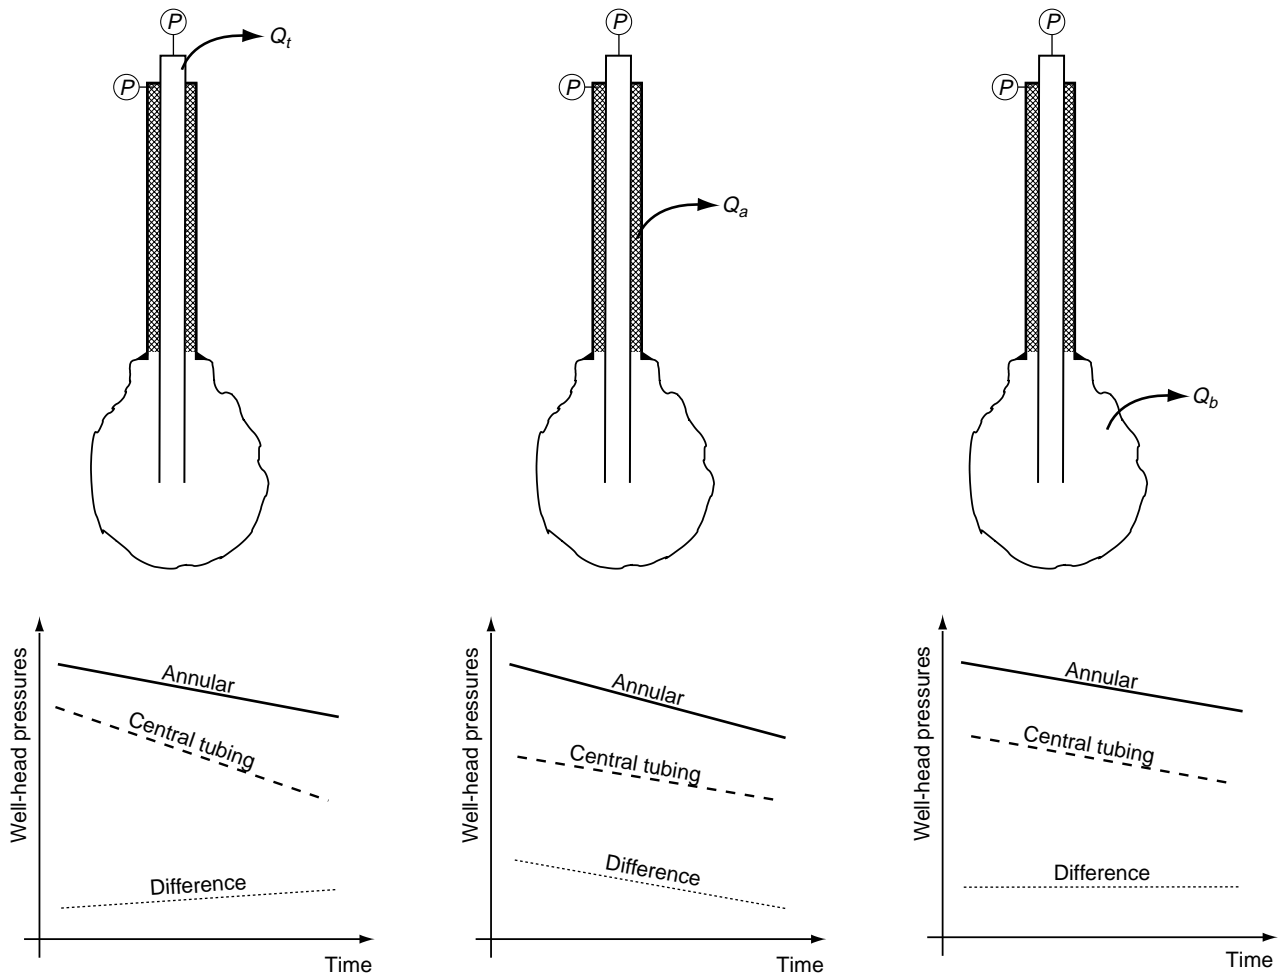 P
Q_t
P
P
Q_a
P
P
Q_b
P
Well-head pressures
Annular
Central tubing
Difference
Time
Well-head pressures
Annular
Central tubing
Difference
Time
Well-head pressures
Annular
Central tubing
Difference
Time